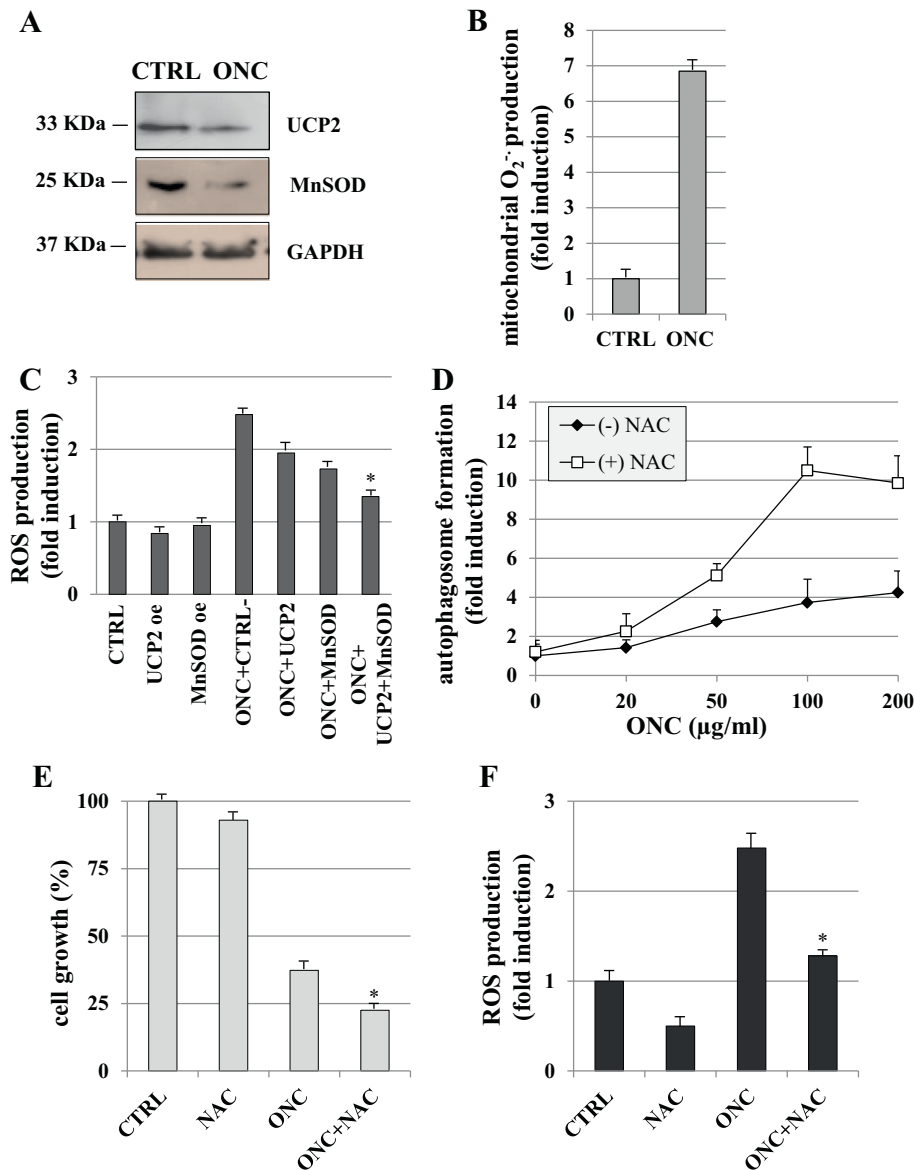 A
CTRL ONC
33 KDa
UCP2
25 KDa
MnSOD
37 KDa
GAPDH
B
mitochondrial O2-· production
(fold induction)
8
7
6
5
4
3
2
1
0
CTRL ONC
C
ROS production
(fold induction)
3
2
1
0
*
CTRL
UCP2 oe
MnSOD oe
ONC+CTRL-
ONC+UCP2
ONC+MnSOD
ONC+
UCP2+MnSOD
D
autophagosome formation
(fold induction)
14
12
10
8
6
4
2
0
(-) NAC
(+) NAC
0 20 50 100 200
ONC (µg/ml)
E
cell growth (%)
100
75
50
25
0
*
CTRL
NAC
ONC
ONC+NAC
F
ROS production
(fold induction)
3
2
1
0
*
CTRL
NAC
ONC
ONC+NAC